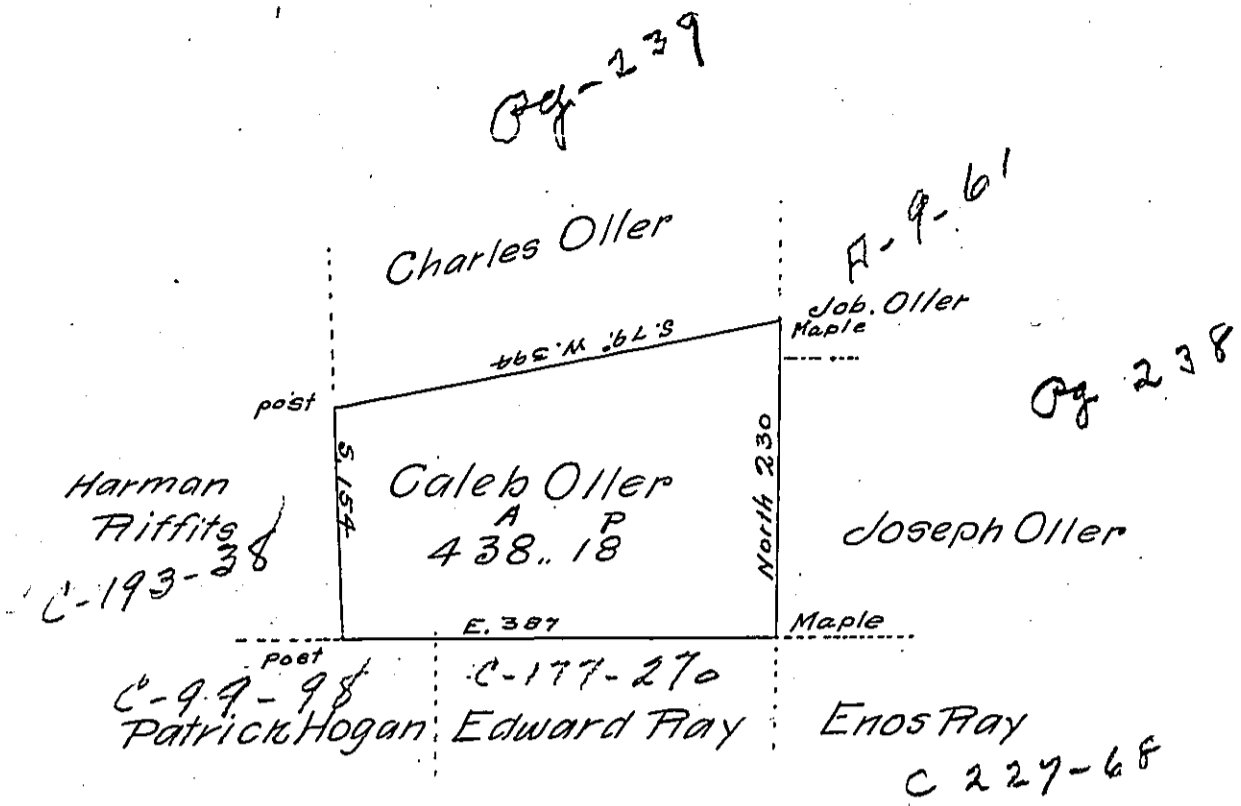 Pg-239
A-9-61
Charles Oller
Job. Oller
Maple
S. 79.° W. 394
Pg 238
post
S. 154
North 230
Harman
Riffits
C-193-38
Caleb Oller
A P
438.. 18
Joseph Oller
E. 387
Maple
Post
C-99-98
C-177-270
Patrick Hogan
Edward Ray
Enos Ray
C 227-68